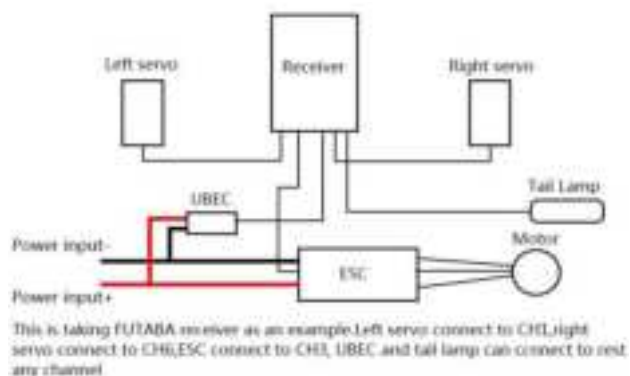 Left servo
Receiver
Right servo
UBEC
Tail Lamp
Power input-
Motor
ESC
Power input+
This is taking FUTABA receiver as an example.Left servo connect to CH1,right
servo connect to CH6,ESC connect to CH3, UBEC and tail lamp can connect to rest
any channel